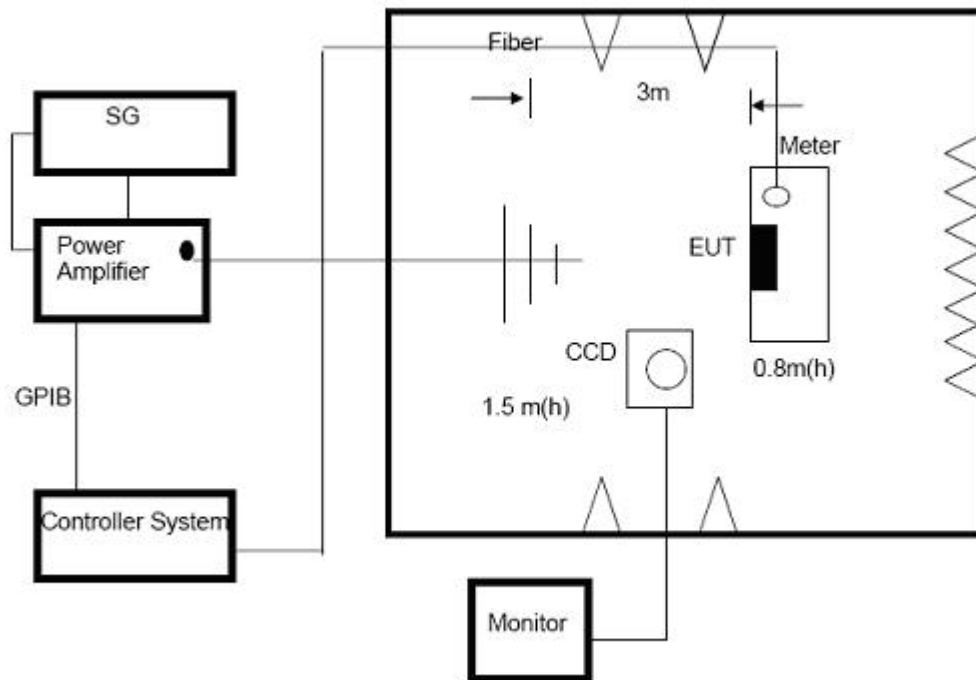 Fiber
3m
SG
Meter
Power
Amplifier
EUT
CCD
0.8m(h)
GPIB
1.5 m(h)
Controller System
Monitor